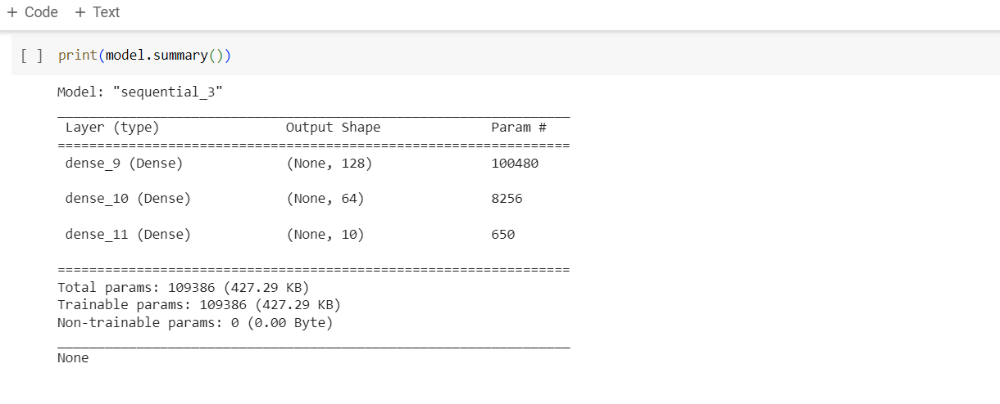 + Code + Text
[ ] print(model.summary())
Model: "sequential_3"
_________________________________________________________________
Layer (type) Output Shape Param #
=================================================================
dense_9 (Dense) (None, 128) 100480
dense_10 (Dense) (None, 64) 8256
dense_11 (Dense) (None, 10) 650
=================================================================
Total params: 109386 (427.29 KB)
Trainable params: 109386 (427.29 KB)
Non-trainable params: 0 (0.00 Byte)
_________________________________________________________________
None